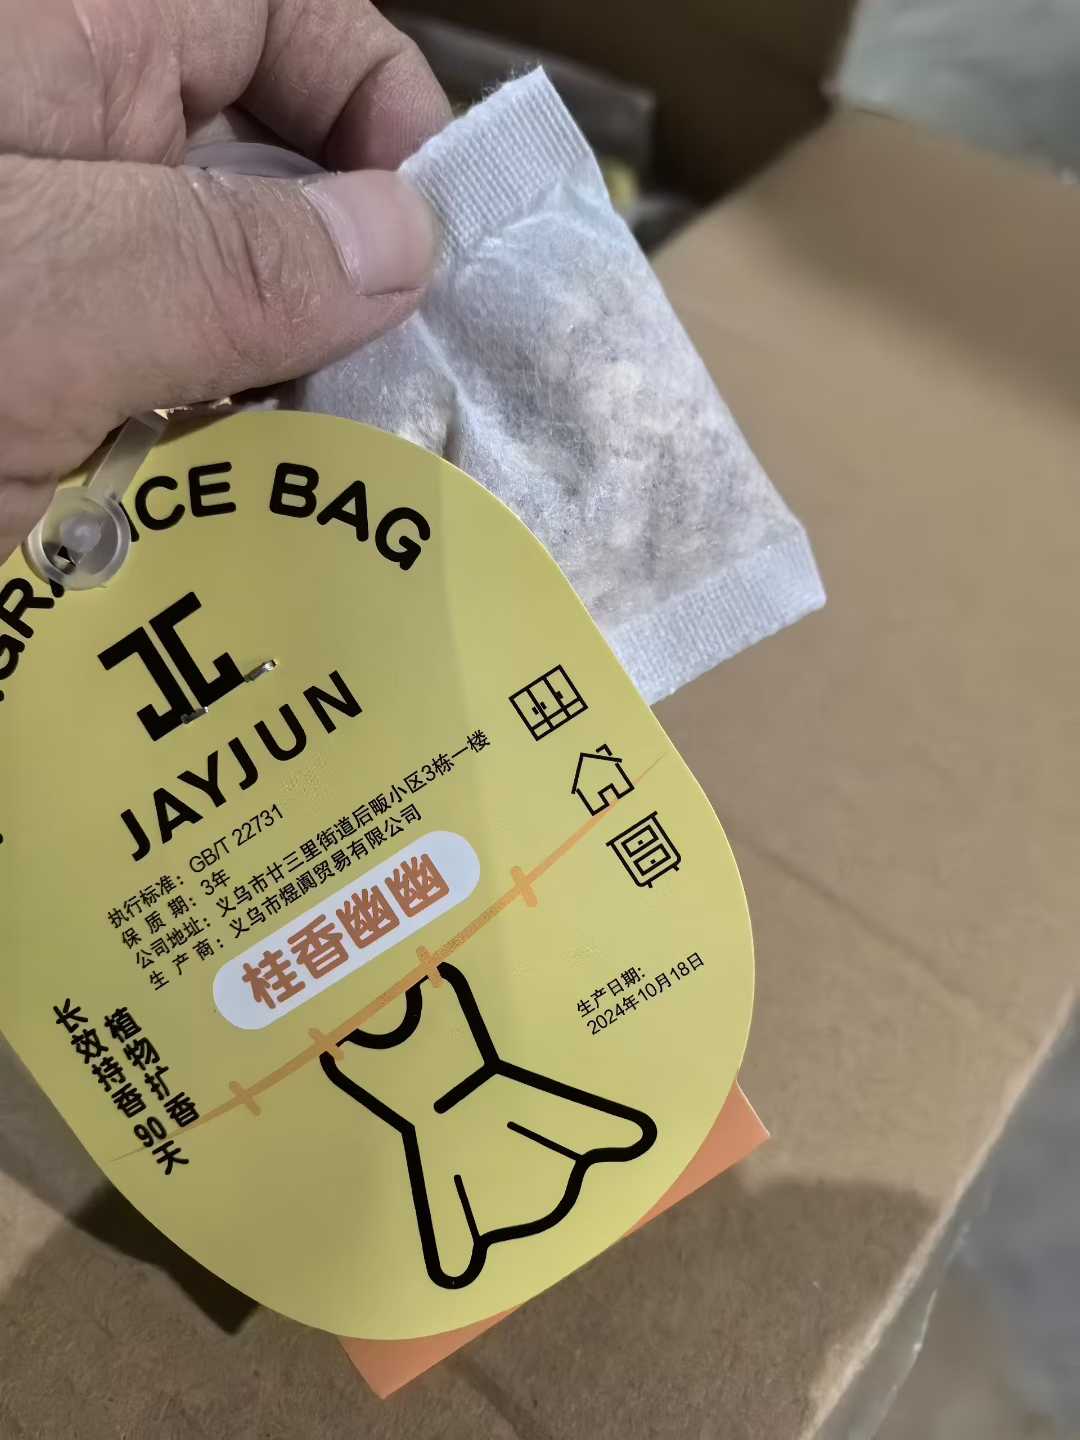 GRANCE BAG
JAYJUN
执行标准：GB/T 22731
保 质 期：3年
公司地址：义乌市廿三里街道后畈小区3栋一楼
生 产 商：义乌市煜阆贸易有限公司
桂香幽幽
植物扩香
长效持香90天
生产日期：
2024年10月18日